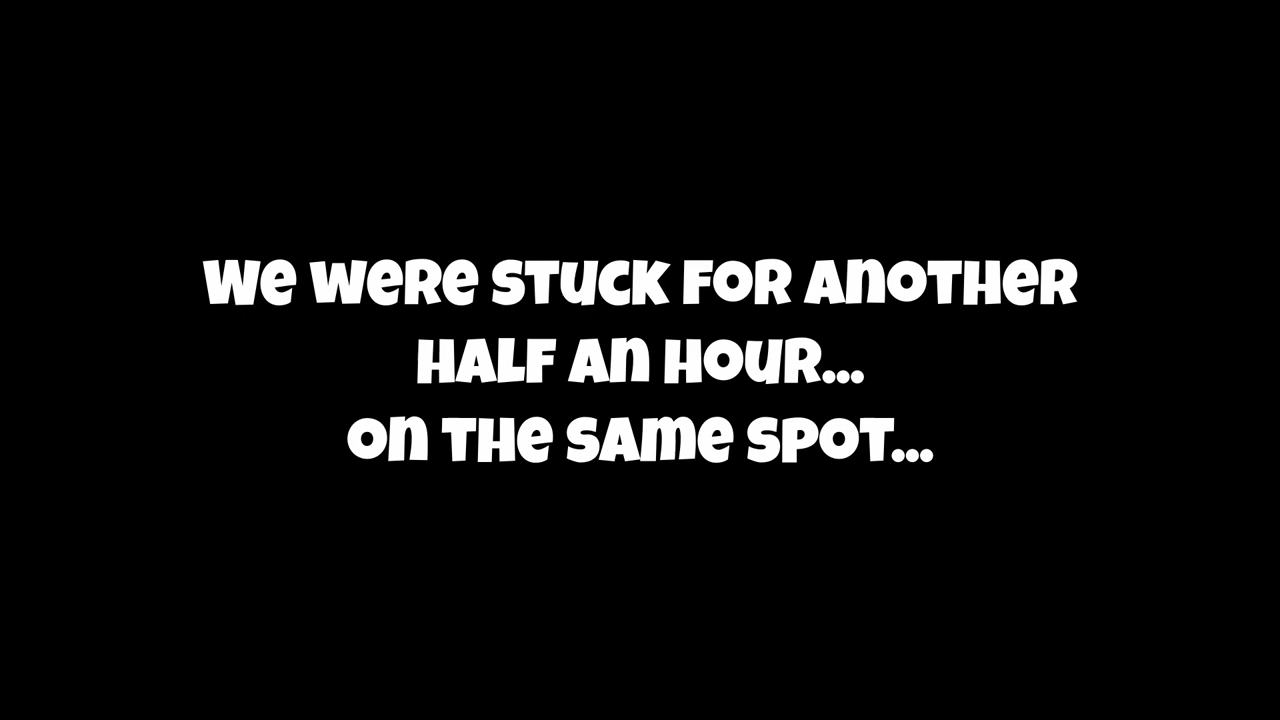 We were stuck for another
half an hour...
on the same spot...